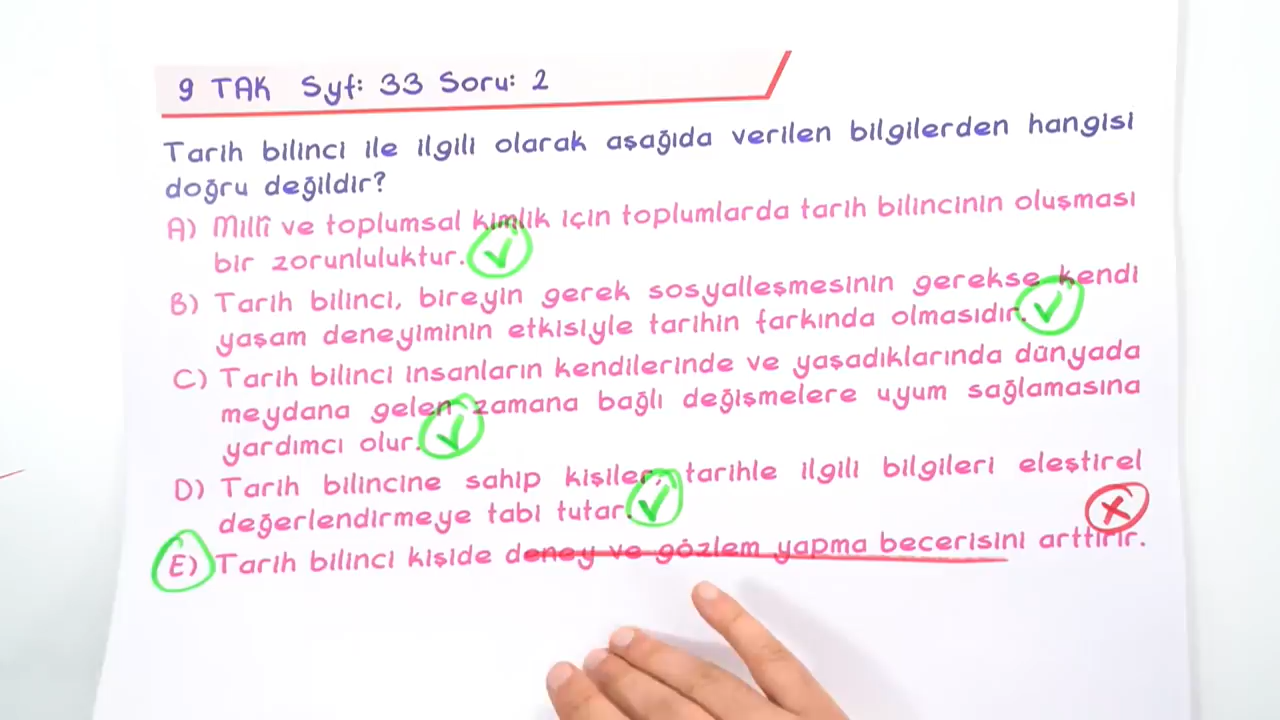 9 TAK Syf: 33 Soru: 2
Tarih bilinci ile ilgili olarak aşağıda verilen bilgilerden hangisi
doğru değildir?
A) Millî ve toplumsal kimlik için toplumlarda tarih bilincinin oluşması
bir zorunluluktur.
B) Tarih bilinci, bireyin gerek sosyalleşmesinin gerekse kendi
yaşam deneyiminin etkisiyle tarihin farkında olmasıdır.
C) Tarih bilinci insanların kendilerinde ve yaşadıklarında dünyada
meydana gelen zamana bağlı değişmelere uyum sağlamasına
yardımcı olur.
D) Tarih bilincine sahip kişiler, tarihle ilgili bilgileri eleştirel
değerlendirmeye tabi tutar.
E) Tarih bilinci kişide deney ve gözlem yapma becerisini arttırır.